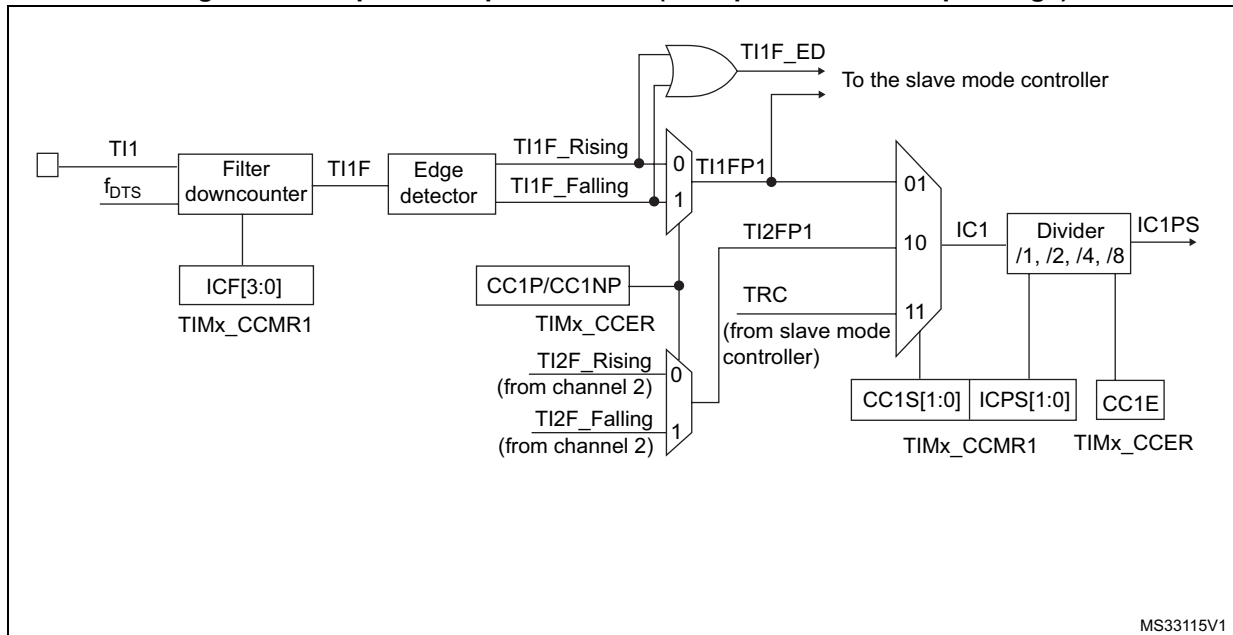 TI1F_ED
To the slave mode controller
TI1
fDTS
Filter
downcounter
TI1F
Edge
detector
TI1F_Rising
TI1F_Falling
0
1
TI1FP1
01
10
11
TI2FP1
TRC
(from slave mode
controller)
IC1
Divider
/1, /2, /4, /8
IC1PS
ICF[3:0]
TIMx_CCMR1
CC1P/CC1NP
TIMx_CCER
TI2F_Rising
(from channel 2)
TI2F_Falling
(from channel 2)
0
1
CC1S[1:0]
ICPS[1:0]
CC1E
TIMx_CCMR1
TIMx_CCER
MS33115V1